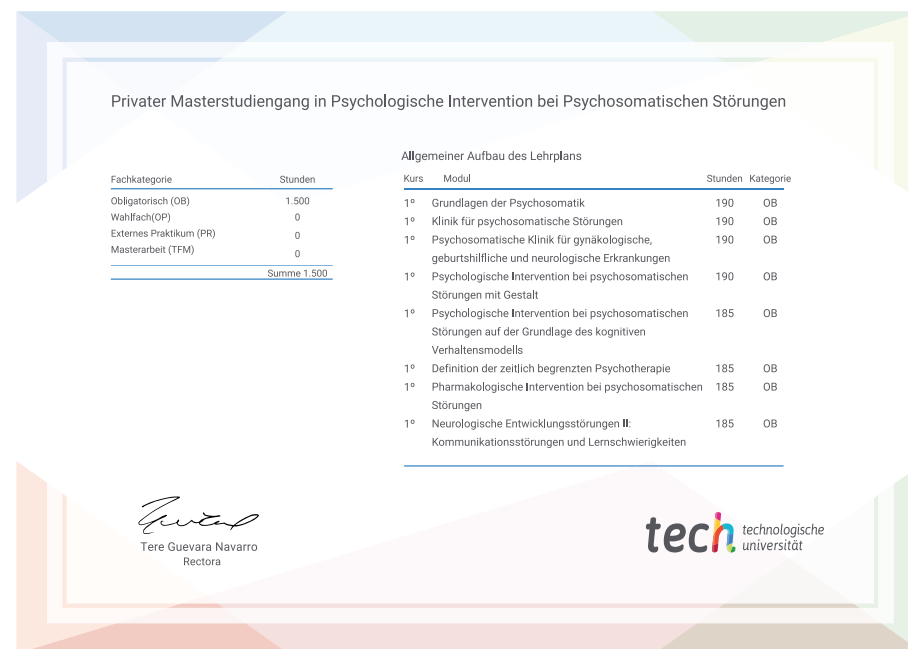 Privater Masterstudiengang in Psychologische Intervention bei Psychosomatischen Störungen
Fachkategorie Stunden
Obligatorisch (OB) 1.500
Wahlfach(OP) 0
Externes Praktikum (PR) 0
Masterarbeit (TFM) 0
Summe 1.500
Allgemeiner Aufbau des Lehrplans
Kurs Modul Stunden Kategorie
1º Grundlagen der Psychosomatik 190 OB
1º Klinik für psychosomatische Störungen 190 OB
1º Psychosomatische Klinik für gynäkologische, 190 OB
geburtshilfliche und neurologische Erkrankungen
1º Psychologische Intervention bei psychosomatischen 190 OB
Störungen mit Gestalt
1º Psychologische Intervention bei psychosomatischen 185 OB
Störungen auf der Grundlage des kognitiven
Verhaltensmodells
1º Definition der zeitlich begrenzten Psychotherapie 185 OB
1º Pharmakologische Intervention bei psychosomatischen 185 OB
Störungen
1º Neurologische Entwicklungsstörungen II: 185 OB
Kommunikationsstörungen und Lernschwierigkeiten
Tere Guevara Navarro
Rectora
tech technologische
universität